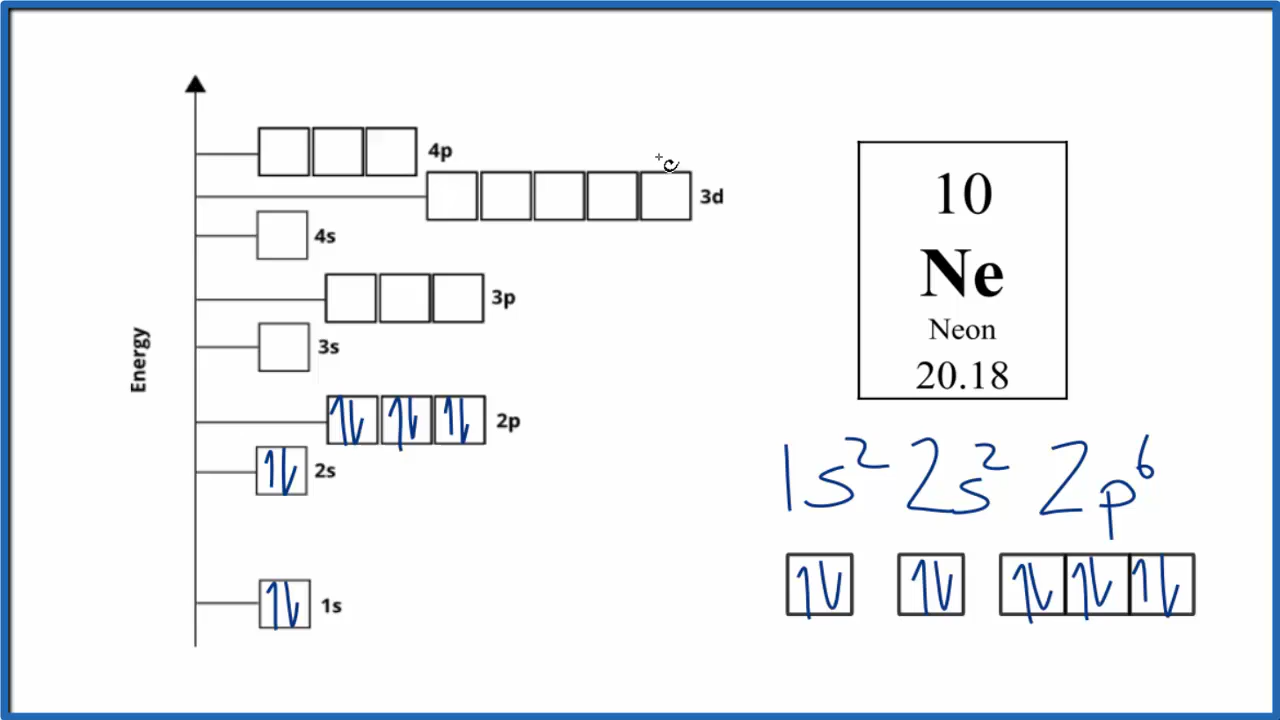 4p
3d
4s
3p
3s
2p
2s
1s
Energy
10
Ne
Neon
20.18
1s² 2s² 2p⁶